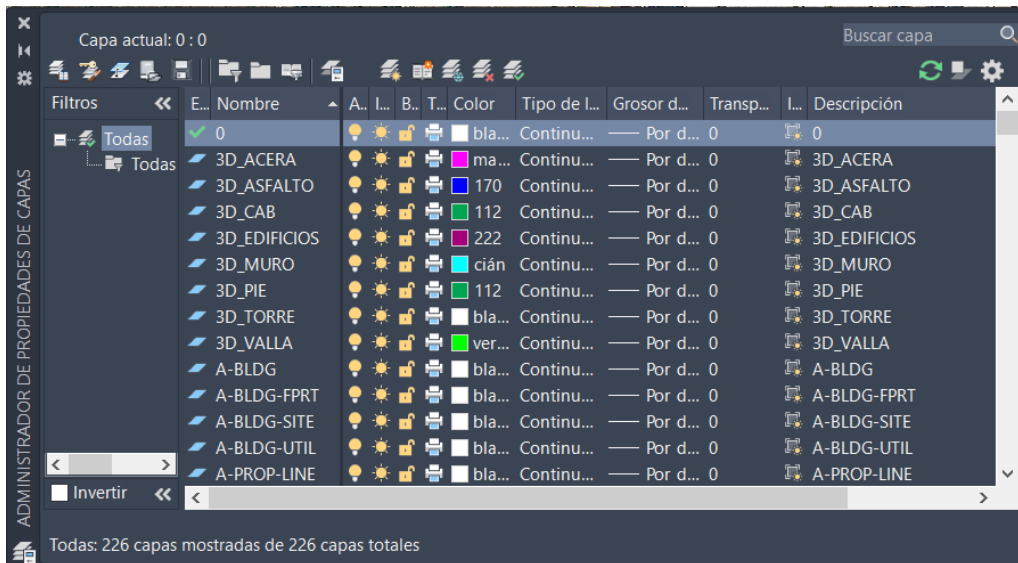 Capa actual: 0 : 0
Buscar capa
Filtros
E... Nombre A.. I... B.. T... Color Tipo de l... Grosor d... Transp... I... Descripción
Todas
Todas
0 bla... Continu... Por d... 0 0
3D_ACERA ma... Continu... Por d... 0 3D_ACERA
3D_ASFALTO 170 Continu... Por d... 0 3D_ASFALTO
3D_CAB 112 Continu... Por d... 0 3D_CAB
3D_EDIFICIOS 222 Continu... Por d... 0 3D_EDIFICIOS
3D_MURO cián Continu... Por d... 0 3D_MURO
3D_PIE 112 Continu... Por d... 0 3D_PIE
3D_TORRE bla... Continu... Por d... 0 3D_TORRE
3D_VALLA ver... Continu... Por d... 0 3D_VALLA
A-BLDG bla... Continu... Por d... 0 A-BLDG
A-BLDG-FPRT bla... Continu... Por d... 0 A-BLDG-FPRT
A-BLDG-SITE bla... Continu... Por d... 0 A-BLDG-SITE
A-BLDG-UTIL bla... Continu... Por d... 0 A-BLDG-UTIL
A-PROP-LINE bla... Continu... Por d... 0 A-PROP-LINE
Invertir
Todas: 226 capas mostradas de 226 capas totales
ADMINISTRADOR DE PROPIEDADES DE CAPAS